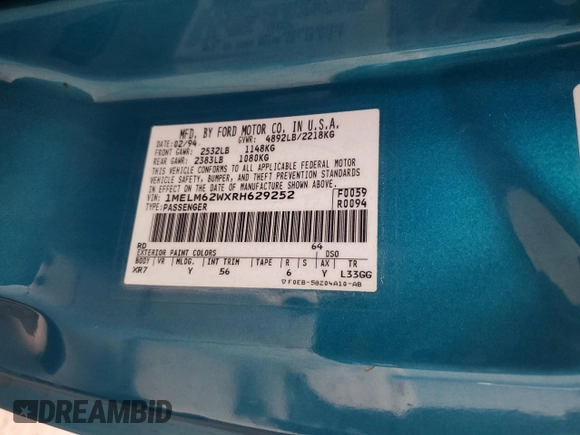 MFD. BY FORD MOTOR CO. IN U.S.A.
DATE: 02/94 GVWR: 4892LB/2218KG
FRONT GAWR: 2532LB 1148KG
REAR GAWR: 2383LB 1080KG
THIS VEHICLE CONFORMS TO ALL APPLICABLE FEDERAL MOTOR
VEHICLE SAFETY, BUMPER, AND THEFT PREVENTION STANDARDS
IN EFFECT ON THE DATE OF MANUFACTURE SHOWN ABOVE
VIN: 1MELM62WXRH629252 F0059
TYPE: PASSENGER R0094
RD 64
EXTERIOR PAINT COLORS DSO
BODY VR MLDG. INT TRIM TAPE R S AX TR
XR7 Y 56 6 Y L33GG
▽F0EB-58204A10-AB
DREAMBID